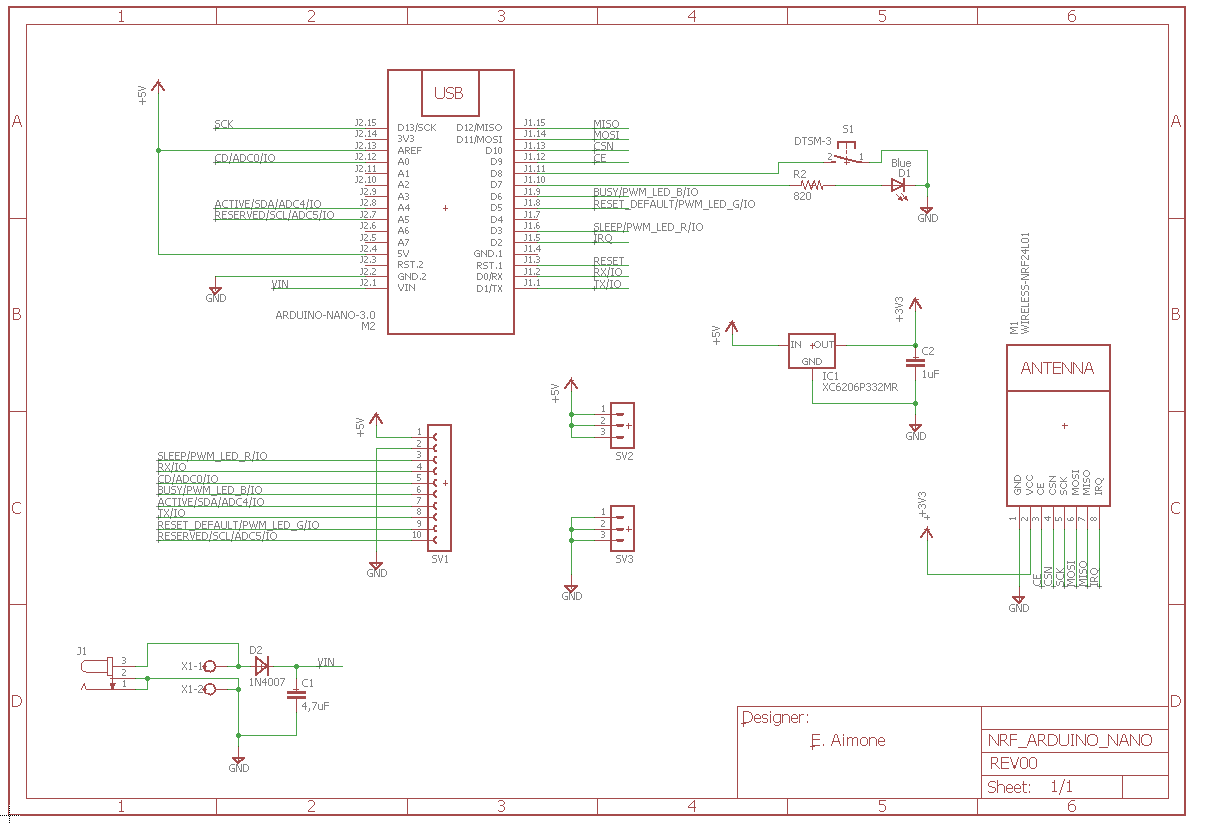 1 2 3 4 5 6
A A
B B
C C
D D
+5V
USB
SCK
CD/ADC0/IO
ACTIVE/SDA/ADC4/IO
RESERVED/SCL/ADC5/IO
GND
VIN
J2.15 D13/SCK D12/MISO J1.15 MISO
J2.14 3V3 D11/MOSI J1.14 MOSI
J2.13 AREF D10 J1.13 CSN
J2.12 A0 D9 J1.12 CE
J2.11 A1 D8 J1.11
J2.10 A2 D7 J1.10
J2.9 A3 D6 J1.9 BUSY/PWM_LED_B/IO
J2.8 A4 D5 J1.8 RESET_DEFAULT/PWM_LED_G/IO
J2.7 A5 D4 J1.7
J2.6 A6 D3 J1.6 SLEEP/PWM_LED_R/IO
J2.5 A7 D2 J1.5 IRQ
J2.4 5V GND.1 J1.4
J2.3 RST.2 RST.1 J1.3 RESET
J2.2 GND.2 D0/RX J1.2 RX/IO
J2.1 VIN D1/TX J1.1 TX/IO
ARDUINO-NANO-3.0
M2
S1
DTSM-3
2 1
R2
820
Blue
D1
GND
+5V
IN OUT
GND
IC1
XC6206P332MR
+3V3
C2
1uF
GND
M1
WIRELESS-NRF24L01
ANTENNA
GND VCC CE CSN SCK MOSI MISO IRQ
1 2 3 4 5 6 7 8
+3V3
CE CSN SCK MOSI MISO IRQ
GND
+5V
1
2
SLEEP/PWM_LED_R/IO 3
RX/IO 4
CD/ADC0/IO 5
BUSY/PWM_LED_B/IO 6
ACTIVE/SDA/ADC4/IO 7
TX/IO 8
RESET_DEFAULT/PWM_LED_G/IO 9
RESERVED/SCL/ADC5/IO 10
SV1
GND
+5V
1
2
3
SV2
1
2
3
SV3
GND
J1
3
2
1
X1-1
X1-2
D2
1N4007
VIN
C1
4,7uF
GND
Designer:
E. Aimone
NRF_ARDUINO_NANO
REV00
Sheet: 1/1
1 2 3 4 5 6